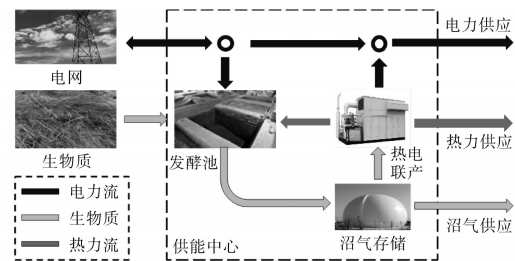 电力供应
电网
生物质
发酵池
热电
联产
热力供应
电力流
生物质
热力流
供能中心
沼气存储
沼气供应